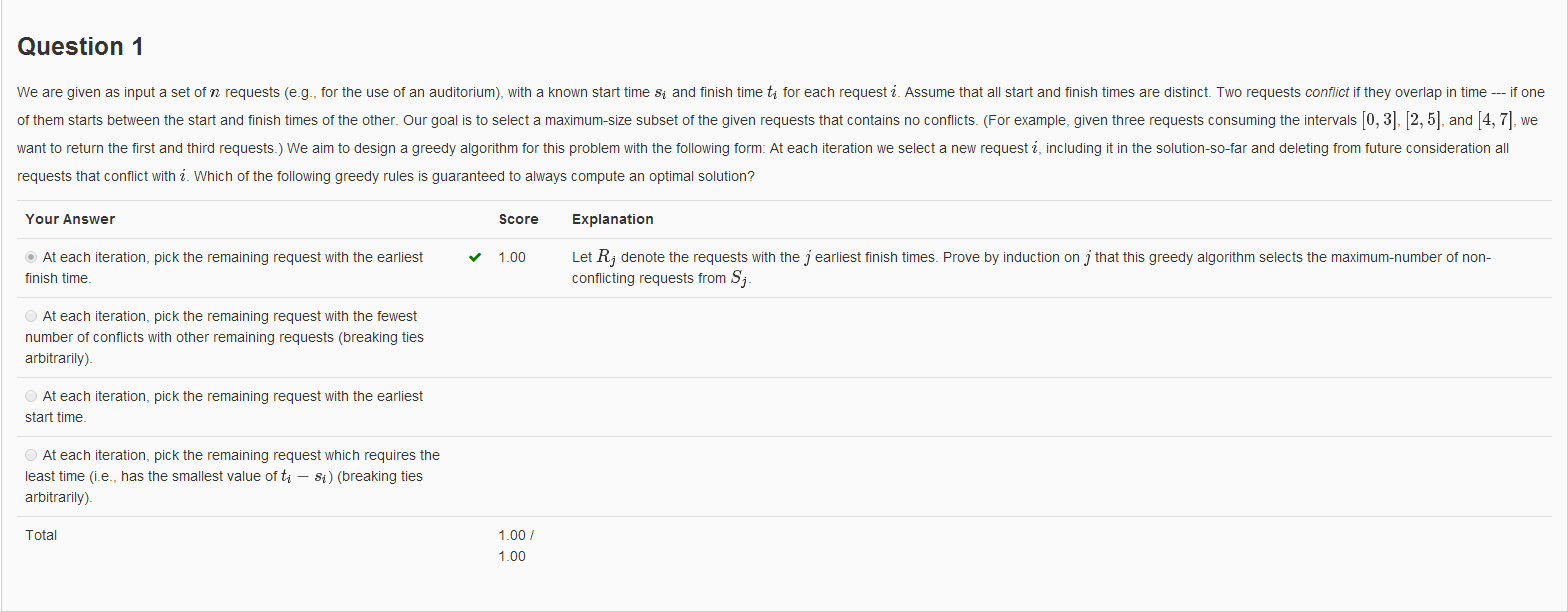 Question 1
We are given as input a set of n requests (e.g., for the use of an auditorium), with a known start time sᵢ and finish time tᵢ for each request i. Assume that all start and finish times are distinct. Two requests conflict if they overlap in time --- if one
of them starts between the start and finish times of the other. Our goal is to select a maximum-size subset of the given requests that contains no conflicts. (For example, given three requests consuming the intervals [0, 3], [2, 5], and [4, 7], we
want to return the first and third requests.) We aim to design a greedy algorithm for this problem with the following form: At each iteration we select a new request i, including it in the solution-so-far and deleting from future consideration all
requests that conflict with i. Which of the following greedy rules is guaranteed to always compute an optimal solution?
Your Answer Score Explanation
At each iteration, pick the remaining request with the earliest ✔ 1.00 Let Rⱼ denote the requests with the j earliest finish times. Prove by induction on j that this greedy algorithm selects the maximum-number of non-
finish time. conflicting requests from Sⱼ.
At each iteration, pick the remaining request with the fewest
number of conflicts with other remaining requests (breaking ties
arbitrarily).
At each iteration, pick the remaining request with the earliest
start time.
At each iteration, pick the remaining request which requires the
least time (i.e., has the smallest value of tᵢ − sᵢ) (breaking ties
arbitrarily).
Total 1.00 /
1.00